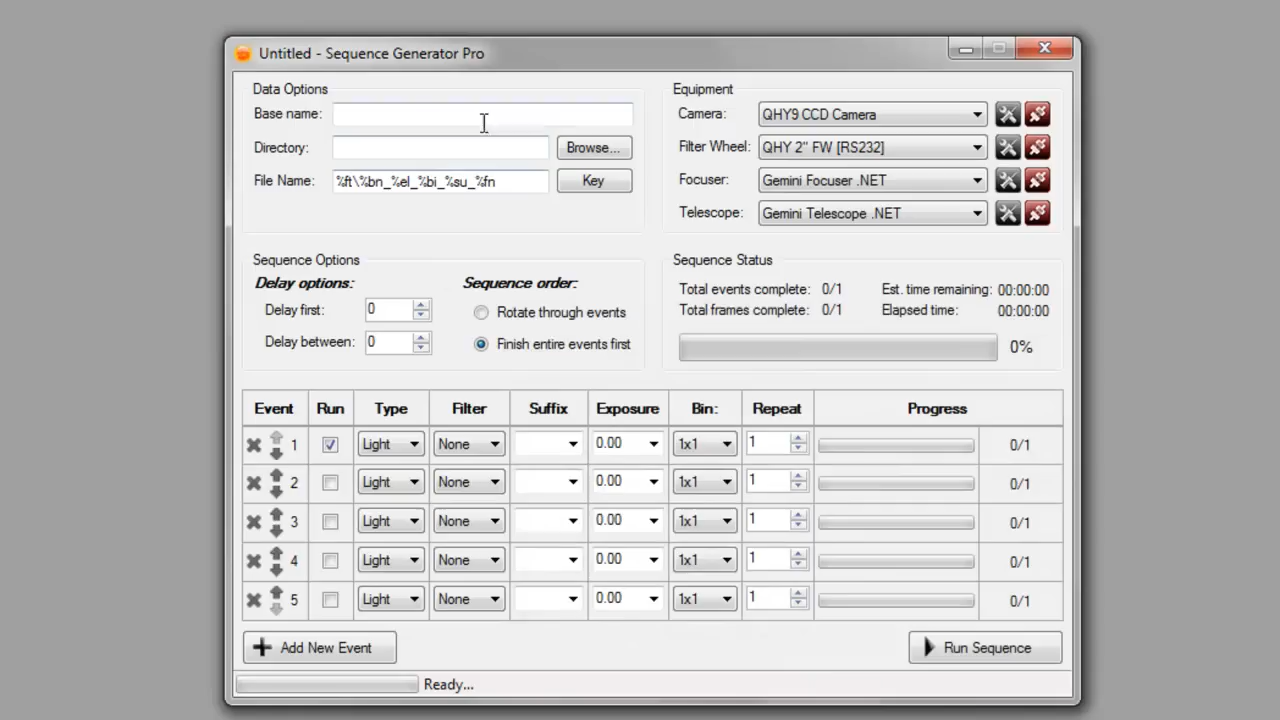 Untitled - Sequence Generator Pro
Data Options
Base name:
Directory: Browse...
File Name: %ft\%bn_%el_%bi_%su_%fn Key
Equipment
Camera: QHY9 CCD Camera
Filter Wheel: QHY 2" FW [RS232]
Focuser: Gemini Focuser .NET
Telescope: Gemini Telescope .NET
Sequence Options
Delay options: Sequence order:
Delay first: 0 Rotate through events
Delay between: 0 Finish entire events first
Sequence Status
Total events complete: 0/1 Est. time remaining: 00:00:00
Total frames complete: 0/1 Elapsed time: 00:00:00
0%
Event Run Type Filter Suffix Exposure Bin: Repeat Progress
1 Light None 0.00 1x1 1 0/1
2 Light None 0.00 1x1 1 0/1
3 Light None 0.00 1x1 1 0/1
4 Light None 0.00 1x1 1 0/1
5 Light None 0.00 1x1 1 0/1
Add New Event Run Sequence
Ready...